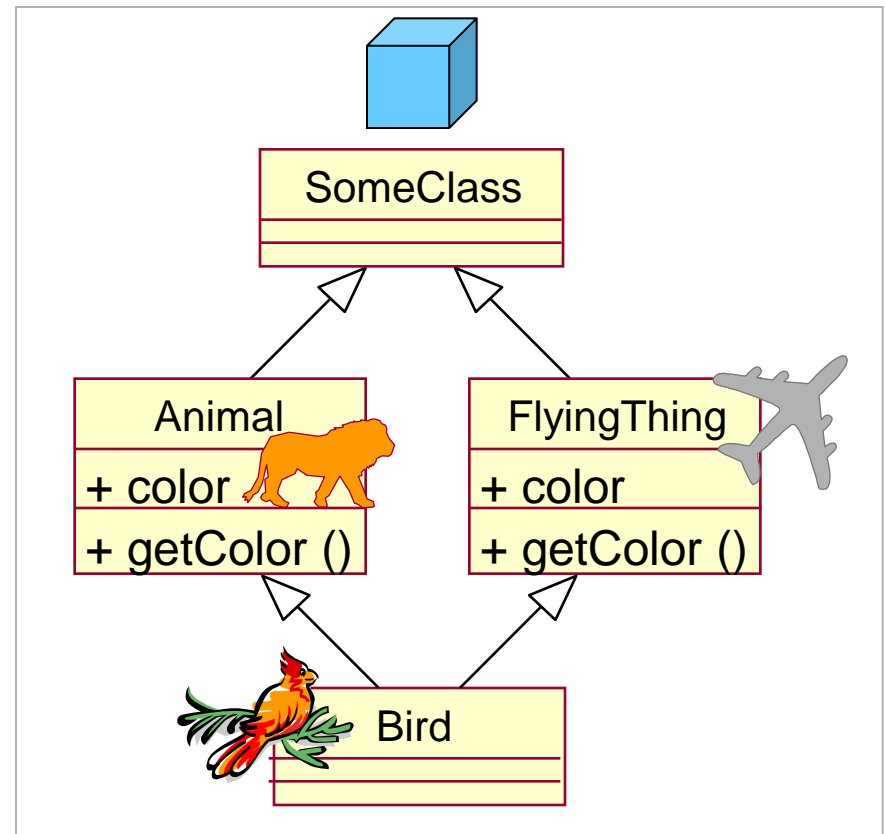 SomeClass
Animal
+ color
+ getColor ()
FlyingThing
+ color
+ getColor ()
Bird